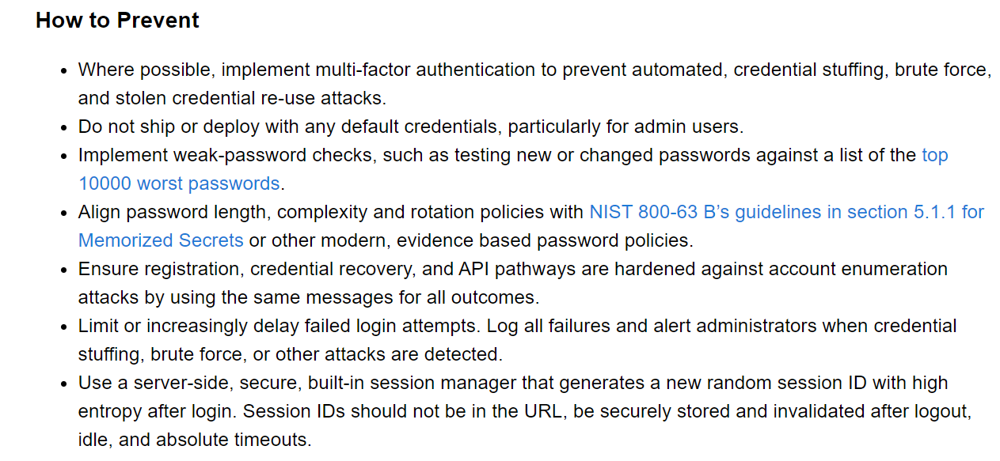 How to Prevent
• Where possible, implement multi-factor authentication to prevent automated, credential stuffing, brute force,
and stolen credential re-use attacks.
• Do not ship or deploy with any default credentials, particularly for admin users.
• Implement weak-password checks, such as testing new or changed passwords against a list of the top
10000 worst passwords.
• Align password length, complexity and rotation policies with NIST 800-63 B’s guidelines in section 5.1.1 for
Memorized Secrets or other modern, evidence based password policies.
• Ensure registration, credential recovery, and API pathways are hardened against account enumeration
attacks by using the same messages for all outcomes.
• Limit or increasingly delay failed login attempts. Log all failures and alert administrators when credential
stuffing, brute force, or other attacks are detected.
• Use a server-side, secure, built-in session manager that generates a new random session ID with high
entropy after login. Session IDs should not be in the URL, be securely stored and invalidated after logout,
idle, and absolute timeouts.